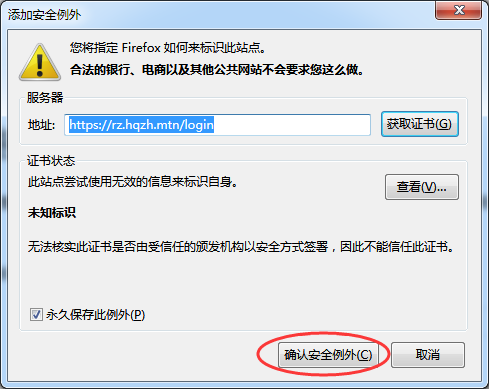 添加安全例外
您将指定 Firefox 如何来标识此站点。
合法的银行、电商以及其他公共网站不会要求您这么做。
服务器
地址: https://rz.hqzh.mtn/login 获取证书(G)
证书状态
此站点尝试使用无效的信息来标识自身。 查看(V)...
未知标识
无法核实此证书是否由受信任的颁发机构以安全方式签署，因此不能信任此证书。
永久保存此例外(P)
确认安全例外(C) 取消